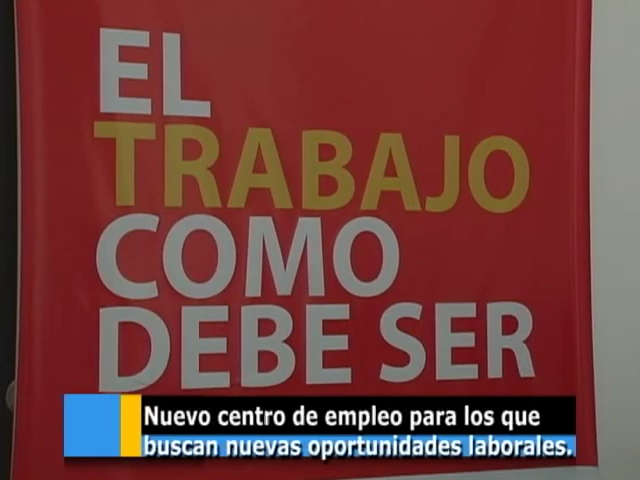 EL
TRABAJO
COMO
DEBE SER
Nuevo centro de empleo para los que
buscan nuevas oportunidades laborales.